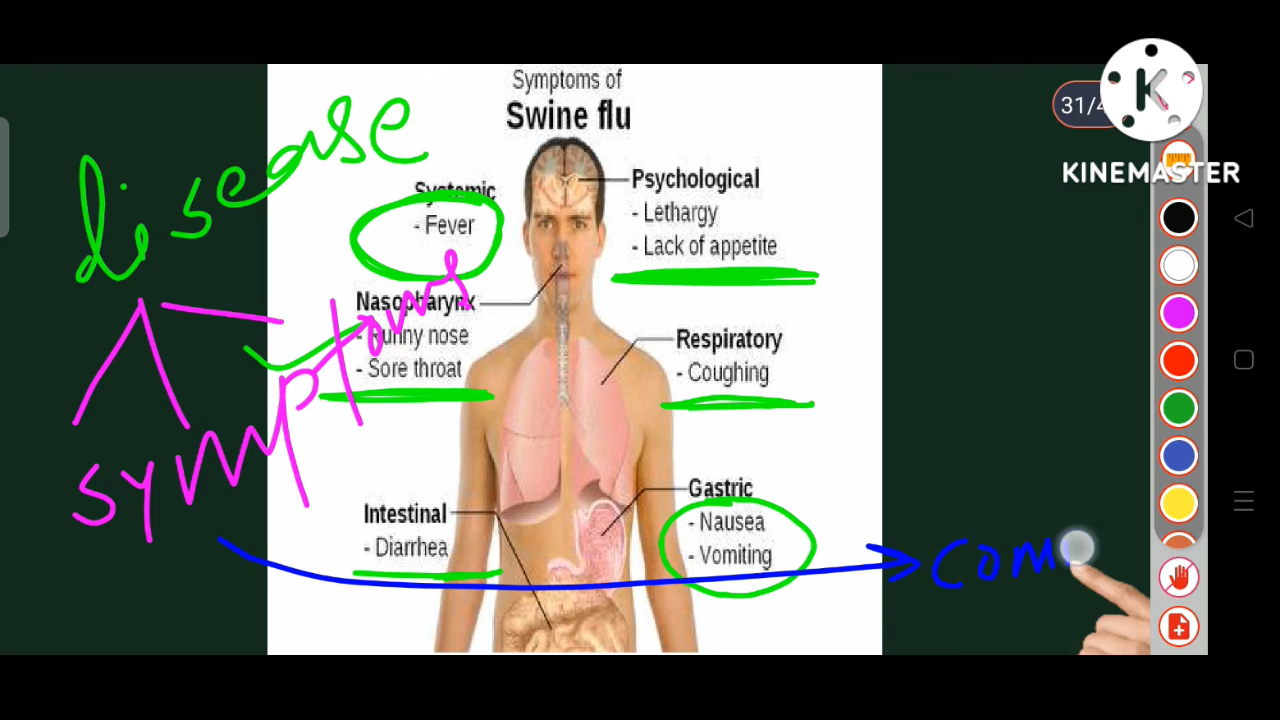 Symptoms of
Swine flu
disease
Systemic
- Fever
Psychological
- Lethargy
- Lack of appetite
Nasopharynx
- Runny nose
- Sore throat
symptoms
Respiratory
- Coughing
Intestinal
- Diarrhea
Gastric
- Nausea
- Vomiting
com
31/4
K
KINEMASTER